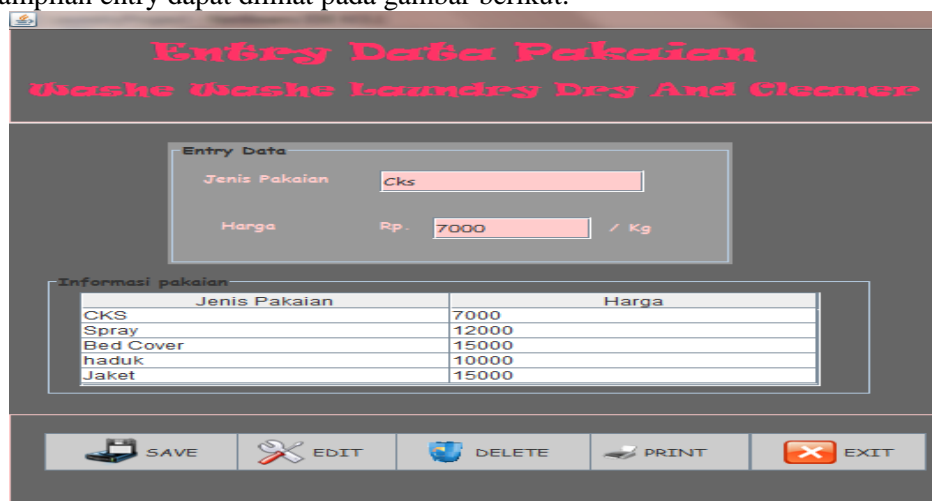 ampilan entry dapat dilihat pada gambar berikut:
Entry Data Pakaian
Washe Washe Laundry Dry And Cleaner
Entry Data
Jenis Pakaian Cks
Harga Rp. 7000 / Kg
Informasi pakaian
Jenis Pakaian Harga
CKS 7000
Spray 12000
Bed Cover 15000
haduk 10000
Jaket 15000
SAVE EDIT DELETE PRINT EXIT